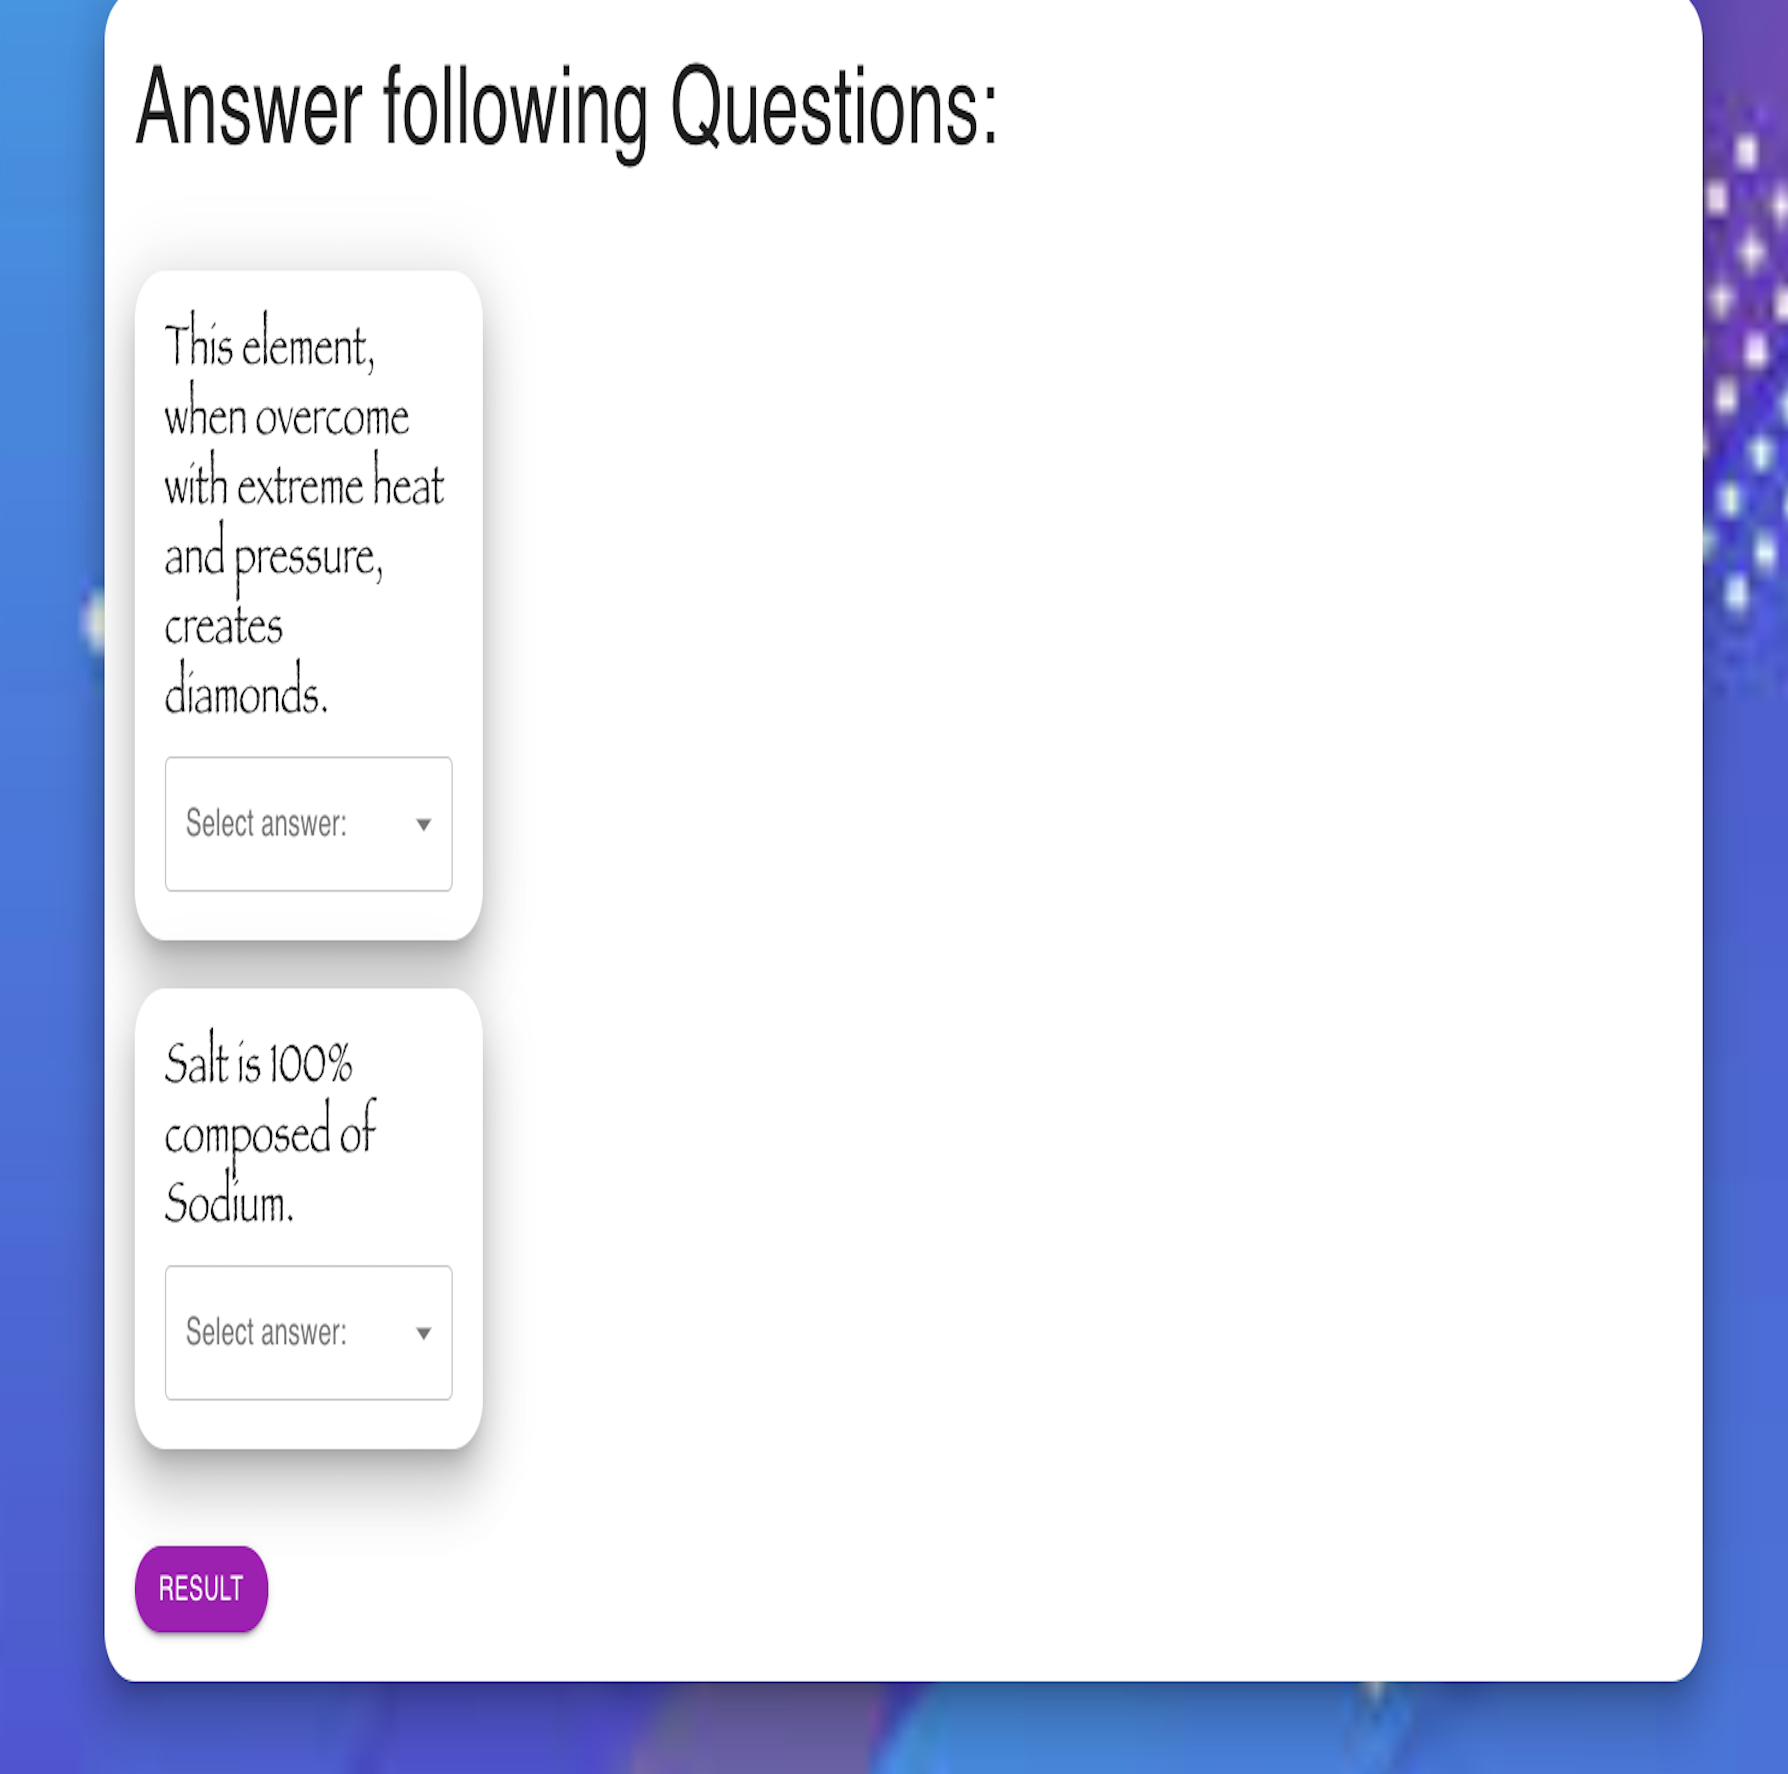 Answer following Questions:
This element,
when overcome
with extreme heat
and pressure,
creates
diamonds.
Select answer:
Salt is 100%
composed of
Sodium.
Select answer:
RESULT